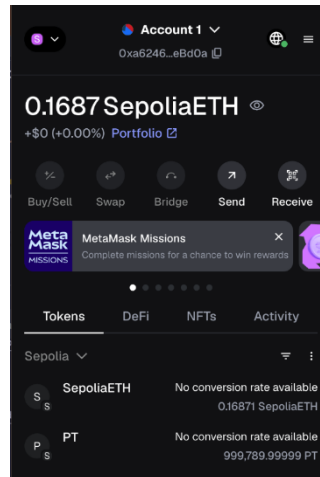 S
Account 1
0xa6246...eBd0a
0.1687 SepoliaETH
+$0 (+0.00%) Portfolio
Buy/Sell Swap Bridge Send Receive
Meta
Mask
MISSIONS
MetaMask Missions
Complete missions for a chance to win rewards
Tokens DeFi NFTs Activity
Sepolia
S
S
SepoliaETH No conversion rate available
0.16871 SepoliaETH
P
S
PT No conversion rate available
999,789.99999 PT